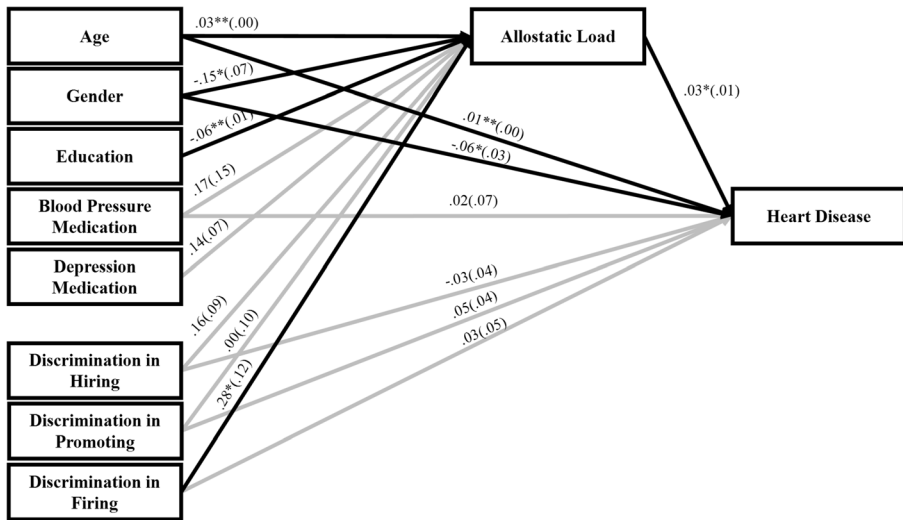 Age
.03**(.00)
Allostatic Load
Gender
-.15*(.07)
.03*(.01)
Education
-.06**(.01)
.01**(.00)
-.06*(.03)
Blood Pressure
Medication
.17(.15)
.02(.07)
Heart Disease
Depression
Medication
.14(.07)
-.03(.04)
.05(.04)
.03(.05)
Discrimination in
Hiring
.16(.09)
Discrimination in
Promoting
.00(.10)
Discrimination in
Firing
.28*(.12)